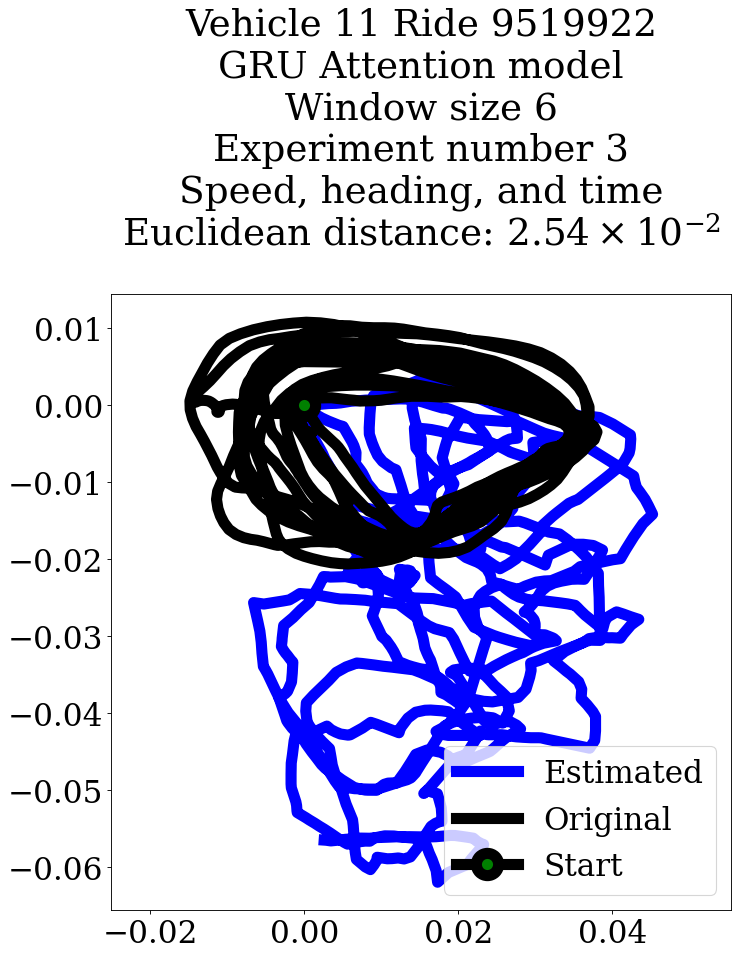 Vehicle 11 Ride 9519922
GRU Attention model
Window size 6
Experiment number 3
Speed, heading, and time
Euclidean distance: 2.54 × 10⁻²
0.01
0.00
−0.01
−0.02
−0.03
−0.04
−0.05
−0.06
Estimated
Original
Start
−0.02 0.00 0.02 0.04